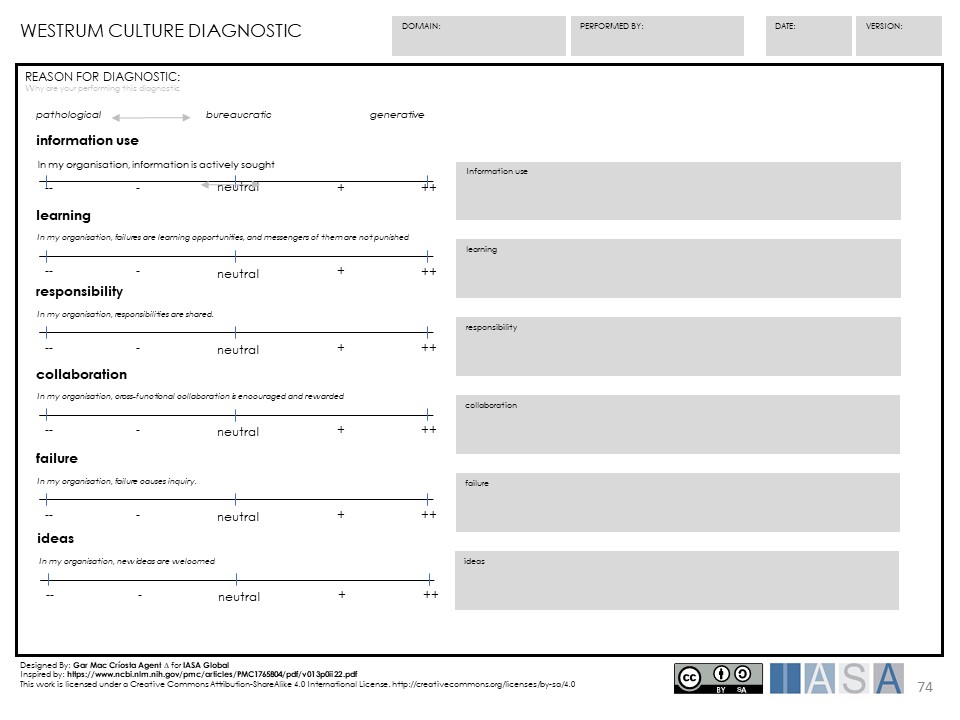 WESTRUM CULTURE DIAGNOSTIC
DOMAIN:
PERFORMED BY:
DATE:
VERSION:
REASON FOR DIAGNOSTIC:
Why are your performing this diagnostic
pathological bureaucratic generative
information use
In my organisation, information is actively sought
-- - neutral + ++
Information use
learning
In my organisation, failures are learning opportunities, and messengers of them are not punished
-- - neutral + ++
learning
responsibility
In my organisation, responsibilities are shared.
-- - neutral + ++
responsibility
collaboration
In my organisation, cross-functional collaboration is encouraged and rewarded
-- - neutral + ++
collaboration
failure
In my organisation, failure causes inquiry.
-- - neutral + ++
failure
ideas
In my organisation, new ideas are welcomed
-- - neutral + ++
ideas
Designed By: Gar Mac Críosta Agent Δ for IASA Global
Inspired by: https://www.ncbi.nlm.nih.gov/pmc/articles/PMC1765804/pdf/v013p0ii22.pdf
This work is licensed under a Creative Commons Attribution-ShareAlike 4.0 International License. http://creativecommons.org/licenses/by-sa/4.0
cc BY SA
IASA
74